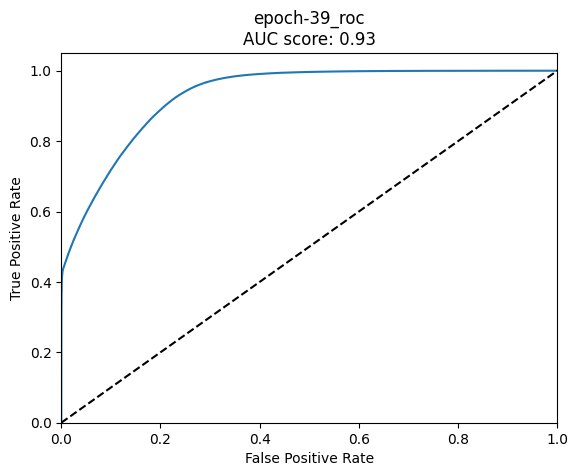 epoch-39_roc
AUC score: 0.93
1.0
0.8
0.6
0.4
0.2
0.0
True Positive Rate
0.0 0.2 0.4 0.6 0.8 1.0
False Positive Rate